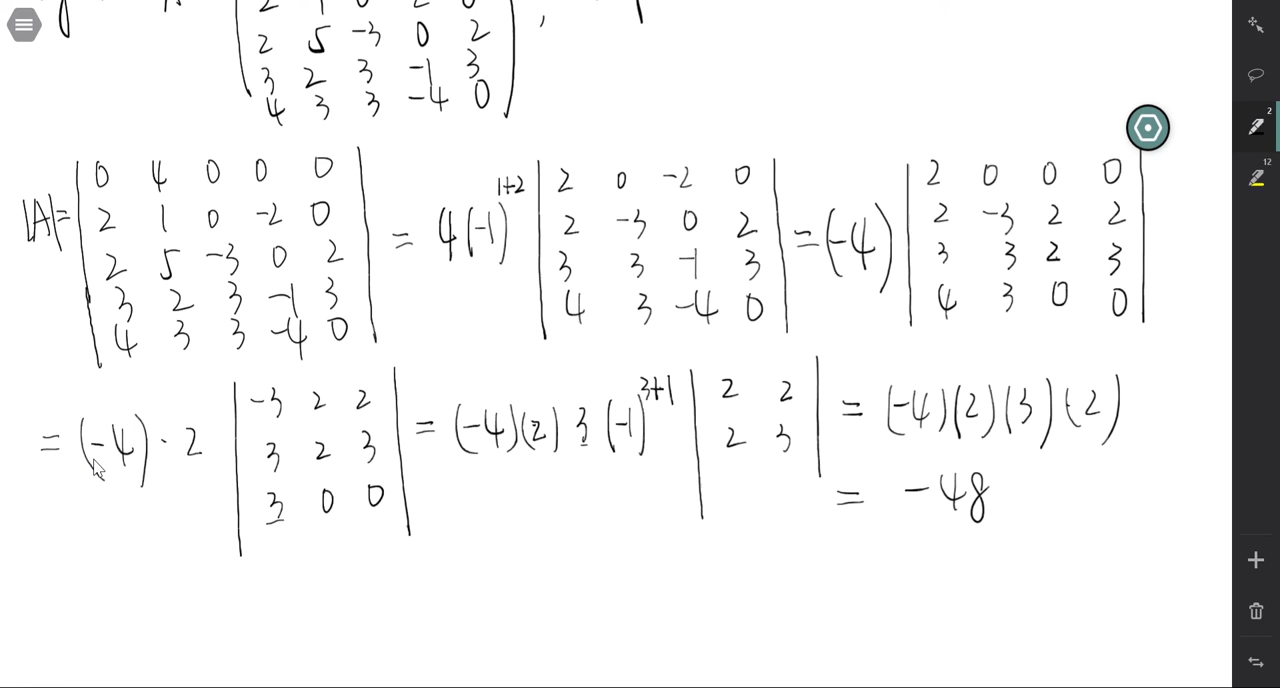 2 5 -3 0 2
3 2 3 -1 3
4 3 3 -4 0
|A| = | 0 4 0 0 0 ; 2 1 0 -2 0 ; 2 5 -3 0 2 ; 3 2 3 -1 3 ; 4 3 3 -4 0 | = 4(-1)^{1+2} | 2 0 -2 0 ; 2 -3 0 2 ; 3 3 -1 3 ; 4 3 -4 0 | = (-4) | 2 0 0 0 ; 2 -3 2 2 ; 3 3 2 3 ; 4 3 0 0 |
= (-4) · 2 | -3 2 2 ; 3 2 3 ; 3 0 0 | = (-4)(2) 3 (-1)^{3+1} | 2 2 ; 2 3 | = (-4)(2)(3)(2)
= -48
2
12